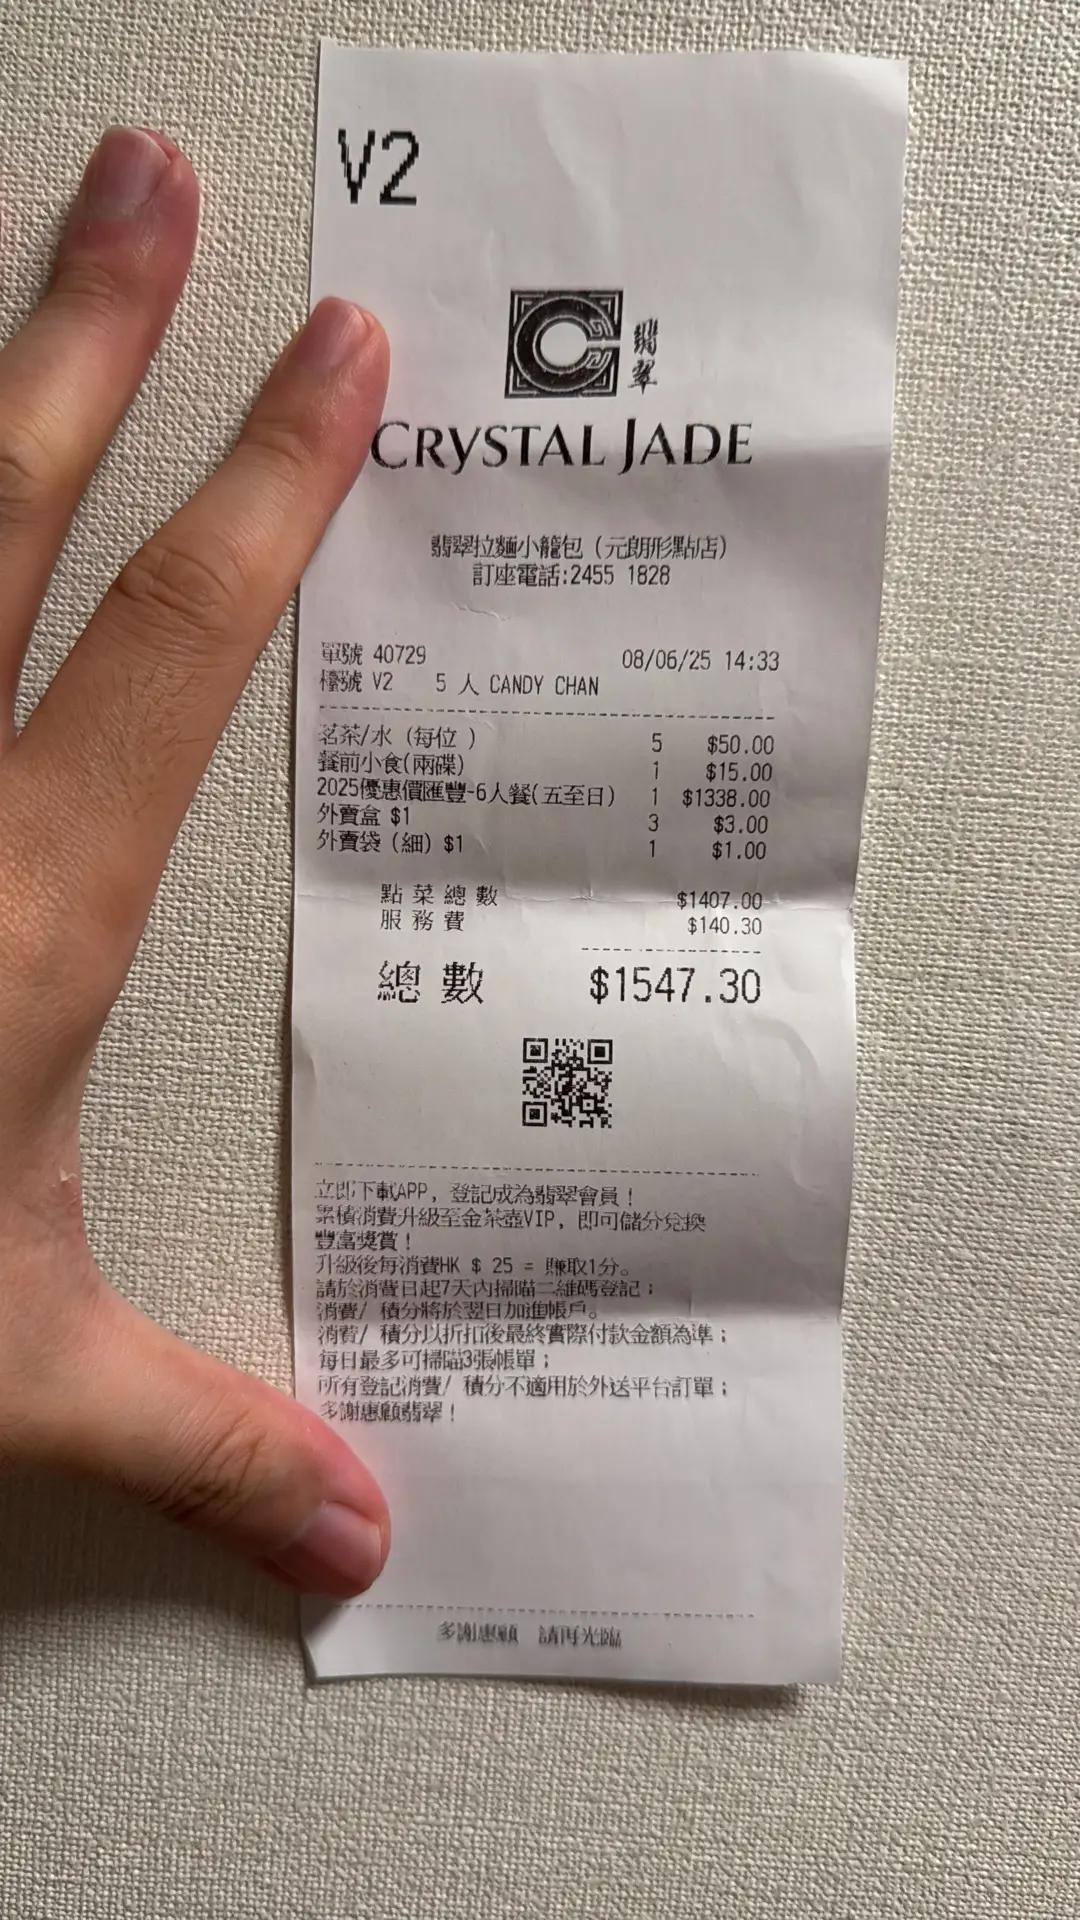 V2
翡翠
CRYSTAL JADE
翡翠拉麵小籠包（元朗形點店）
訂座電話:2455 1828
單號 40729 08/06/25 14:33
檯號 V2 5 人 CANDY CHAN
茗茶/水（每位 ） 5 $50.00
餐前小食(兩碟) 1 $15.00
2025優惠價匯豐-6人餐(五至日) 1 $1338.00
外賣盒 $1 3 $3.00
外賣袋（細）$1 1 $1.00
點菜總數 $1407.00
服務費 $140.30
總數 $1547.30
立即下載APP, 登記成為翡翠會員!
累積消費升級至金茶壺VIP, 即可儲分兌換
豐富獎賞!
升級後每消費HK $ 25 = 賺取1分。
請於消費日起7天內掃瞄二維碼登記;
消費/ 積分將於翌日加進帳戶。
消費/ 積分以折扣後最終實際付款金額為準;
每日最多可掃瞄3張帳單;
所有登記消費/ 積分不適用於外送平台訂單;
多謝惠顧翡翠!
多謝惠顧 請再光臨